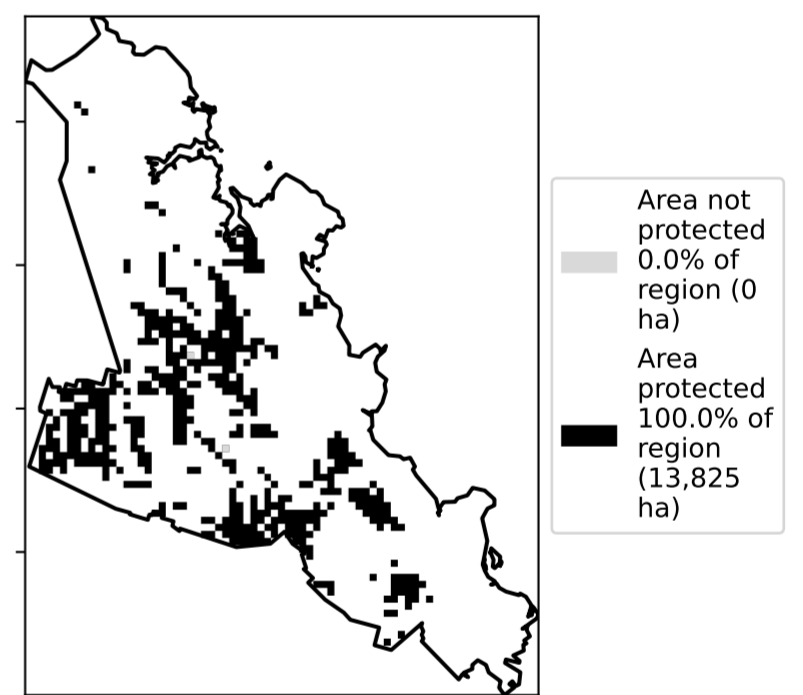 Area not
protected
0.0% of
region (0
ha)
Area
protected
100.0% of
region
(13,825
ha)